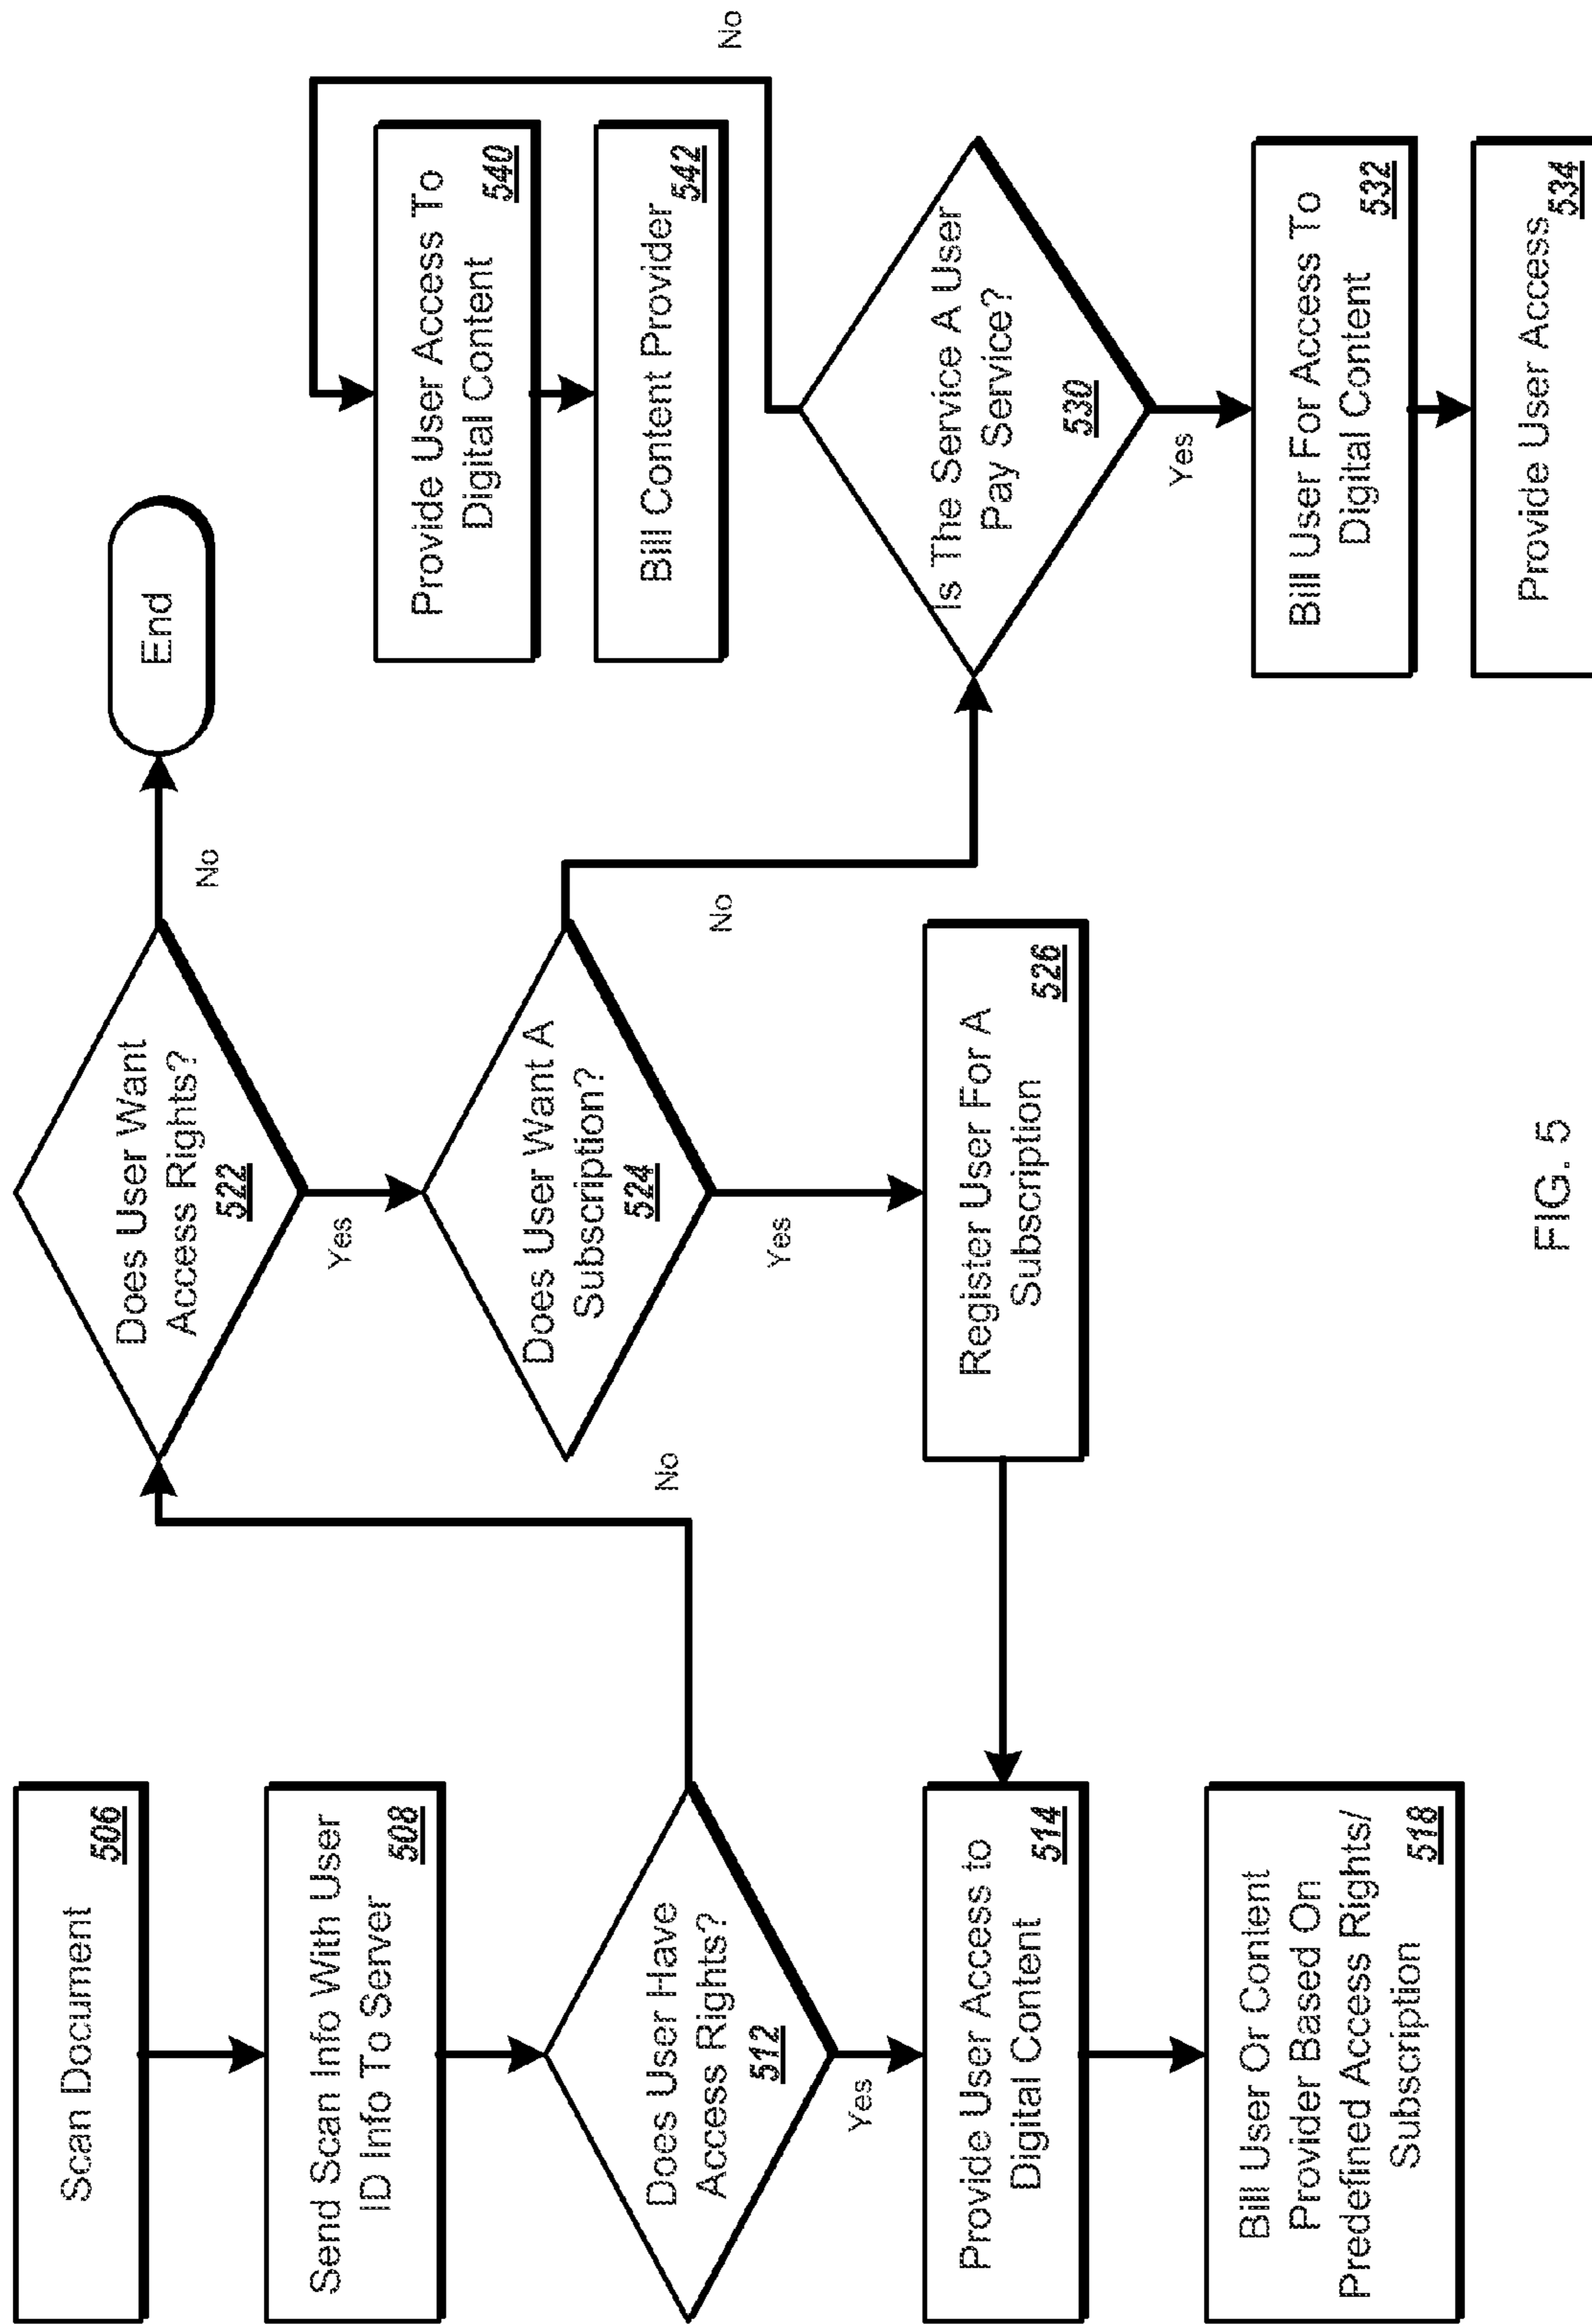 Scan Document
506
Send Scan Info With User
ID Info To Server
508
Does User Have
Access Rights?
512
No
Yes
Provide User Access to
Digital Content
514
Bill User Or Content
Provider Based On
Predefined Access Rights/
Subscription
518
Does User Want
Access Rights?
522
No
End
Yes
Does User Want A
Subscription?
524
No
Yes
Register User For A
Subscription
526
Provide User Access To
Digital Content
540
Bill Content Provider
542
Is The Service A User
Pay Service?
530
No
Yes
Bill User For Access To
Digital Content
532
Provide User Access
534
FIG. 5